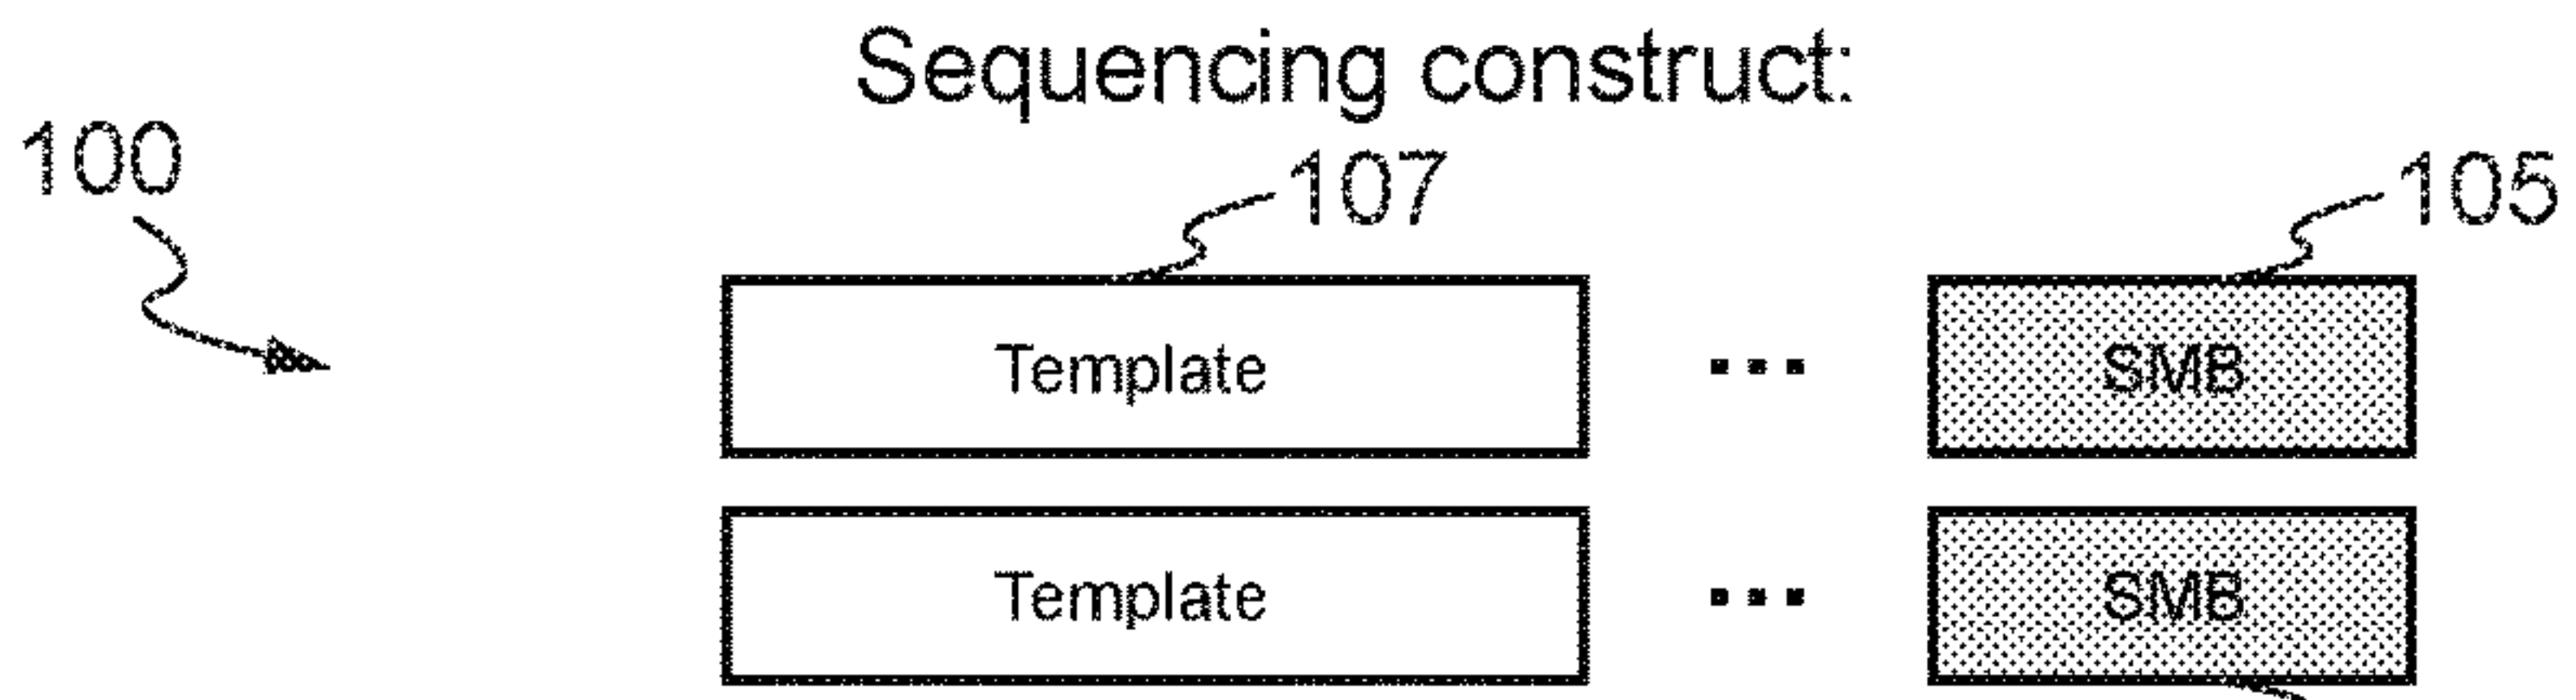 Sequencing construct:
100
107
105
Template ... SMB
Template ... SMB